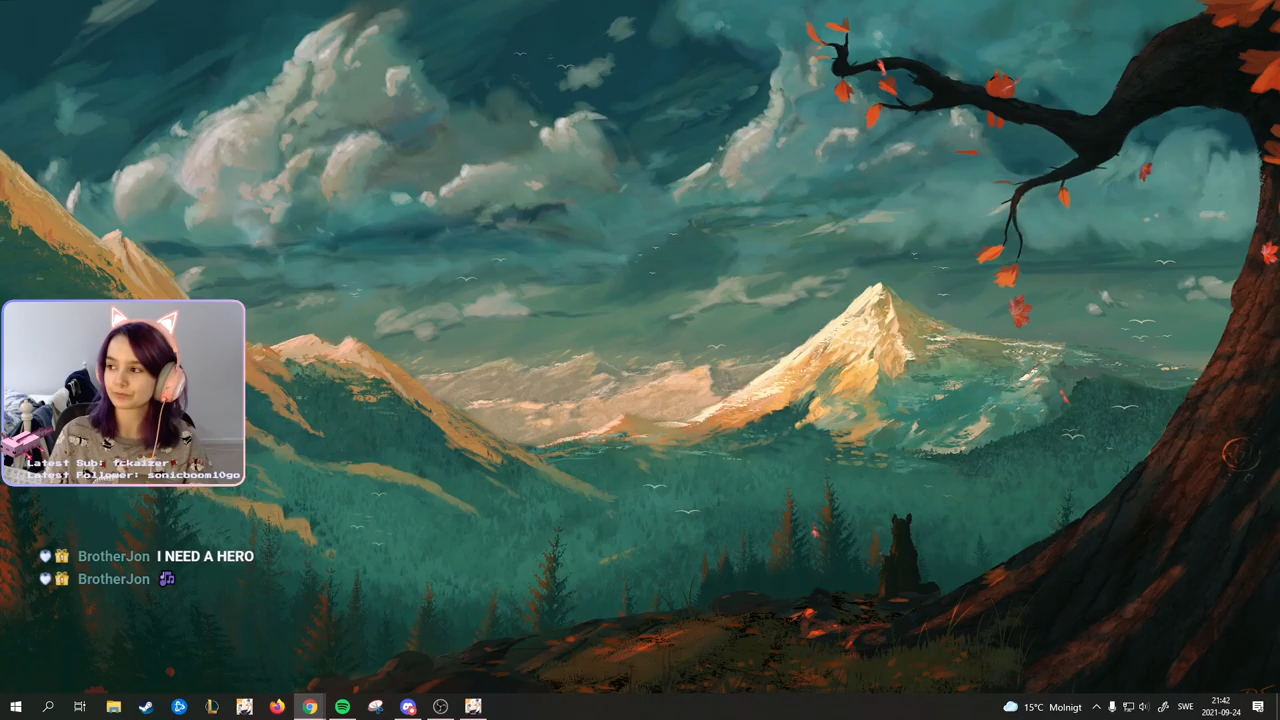 Latest Sub: fckaizer
Latest Follower: sonicboom10go
BrotherJon I NEED A HERO
BrotherJon
15°C Molnigt
SWE
21:42
2021-09-24